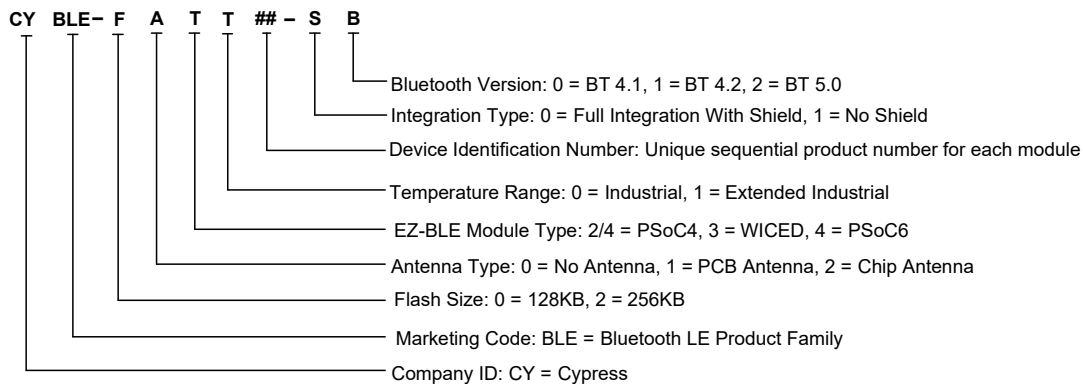 CY BLE– F A T T ## – S B
Bluetooth Version: 0 = BT 4.1, 1 = BT 4.2, 2 = BT 5.0
Integration Type: 0 = Full Integration With Shield, 1 = No Shield
Device Identification Number: Unique sequential product number for each module
Temperature Range: 0 = Industrial, 1 = Extended Industrial
EZ-BLE Module Type: 2/4 = PSoC4, 3 = WICED, 4 = PSoC6
Antenna Type: 0 = No Antenna, 1 = PCB Antenna, 2 = Chip Antenna
Flash Size: 0 = 128KB, 2 = 256KB
Marketing Code: BLE = Bluetooth LE Product Family
Company ID: CY = Cypress